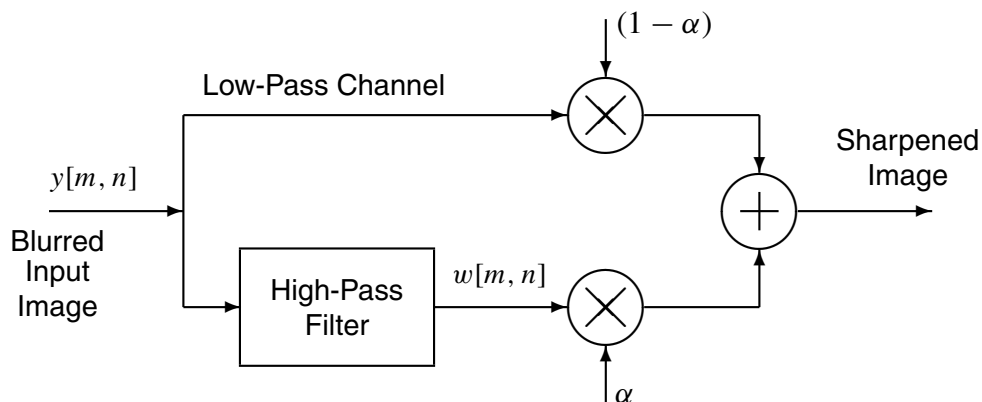 (1 − α)
Low-Pass Channel
Sharpened
Image
y[m, n]
Blurred
Input
Image
High-Pass
Filter
w[m, n]
α